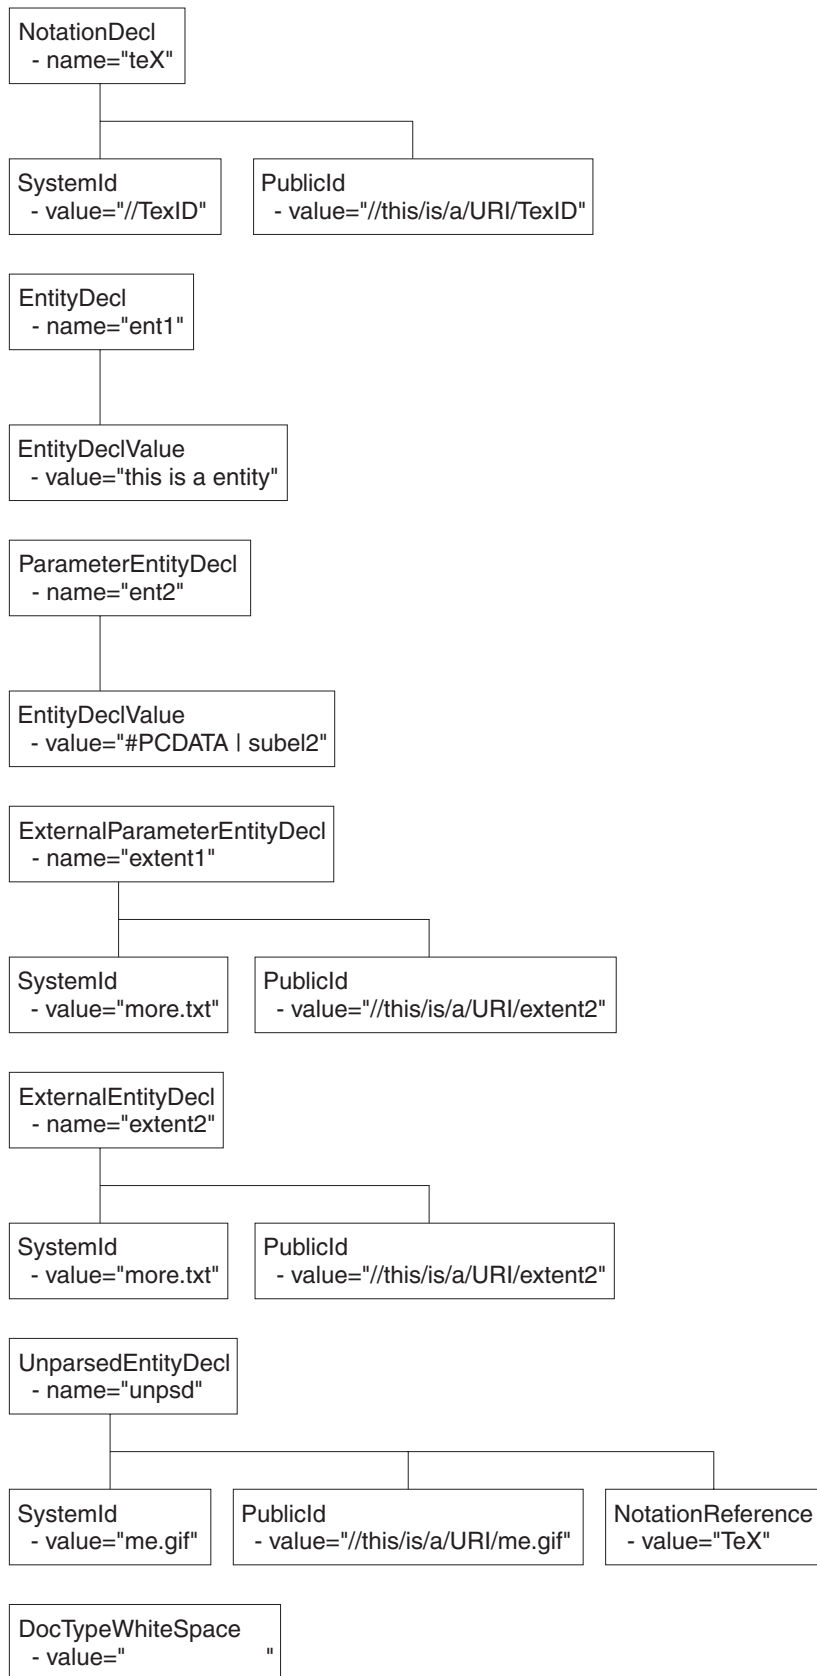 NotationDecl
- name="teX"
SystemId
- value="//TexID"
PublicId
- value="//this/is/a/URI/TexID"
EntityDecl
- name="ent1"
EntityDeclValue
- value="this is a entity"
ParameterEntityDecl
- name="ent2"
EntityDeclValue
- value="#PCDATA | subel2"
ExternalParameterEntityDecl
- name="extent1"
SystemId
- value="more.txt"
PublicId
- value="//this/is/a/URI/extent2"
ExternalEntityDecl
- name="extent2"
SystemId
- value="more.txt"
PublicId
- value="//this/is/a/URI/extent2"
UnparsedEntityDecl
- name="unpsd"
SystemId
- value="me.gif"
PublicId
- value="//this/is/a/URI/me.gif"
NotationReference
- value="TeX"
DocTypeWhiteSpace
- value="                    "